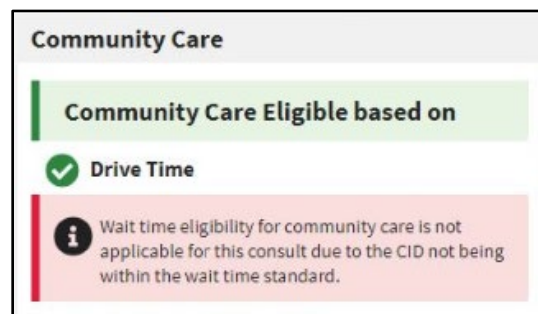 Community Care
Community Care Eligible based on
Drive Time
Wait time eligibility for community care is not
applicable for this consult due to the CID not being
within the wait time standard.